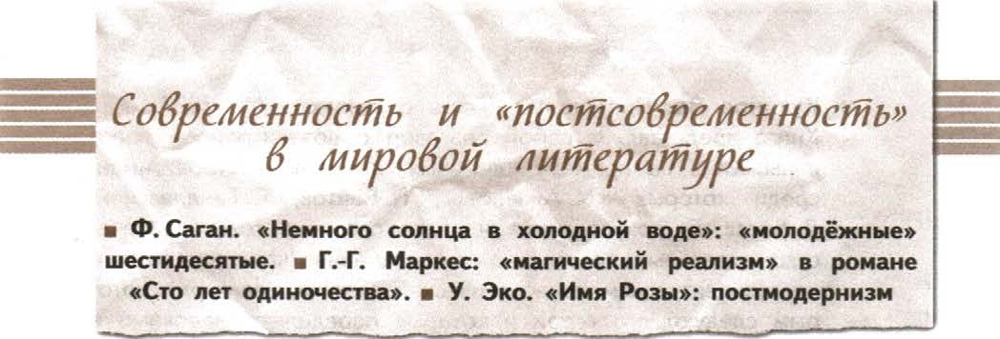 Современность и «постсовременность»
в мировой литературе
▪ Ф. Саган. «Немного солнца в холодной воде»: «молодёжные»
шестидесятые. ▪ Г.-Г. Маркес: «магический реализм» в романе
«Сто лет одиночества». ▪ У. Эко. «Имя Розы»: постмодернизм